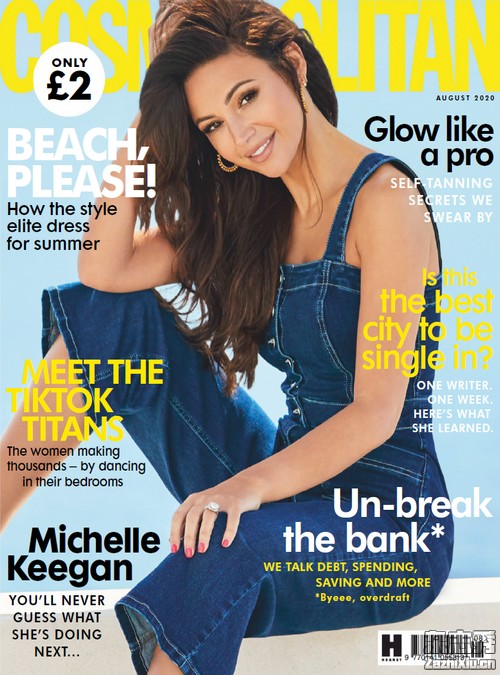 COSMOPOLITAN
ONLY
£2
AUGUST 2020
BEACH,
PLEASE!
How the style
elite dress
for summer
Glow like
a pro
SELF-TANNING
SECRETS WE
SWEAR BY
Is this
the best
city to be
single in?
ONE WRITER.
ONE WEEK.
HERE'S WHAT
SHE LEARNED.
MEET THE
TIKTOK
TITANS
The women making
thousands – by dancing
in their bedrooms
Un-break
the bank*
WE TALK DEBT, SPENDING,
SAVING AND MORE
*Byeee, overdraft
Michelle
Keegan
YOU'LL NEVER
GUESS WHAT
SHE'S DOING
NEXT...
H
HEARST
08>
ZazhiXiu.cn